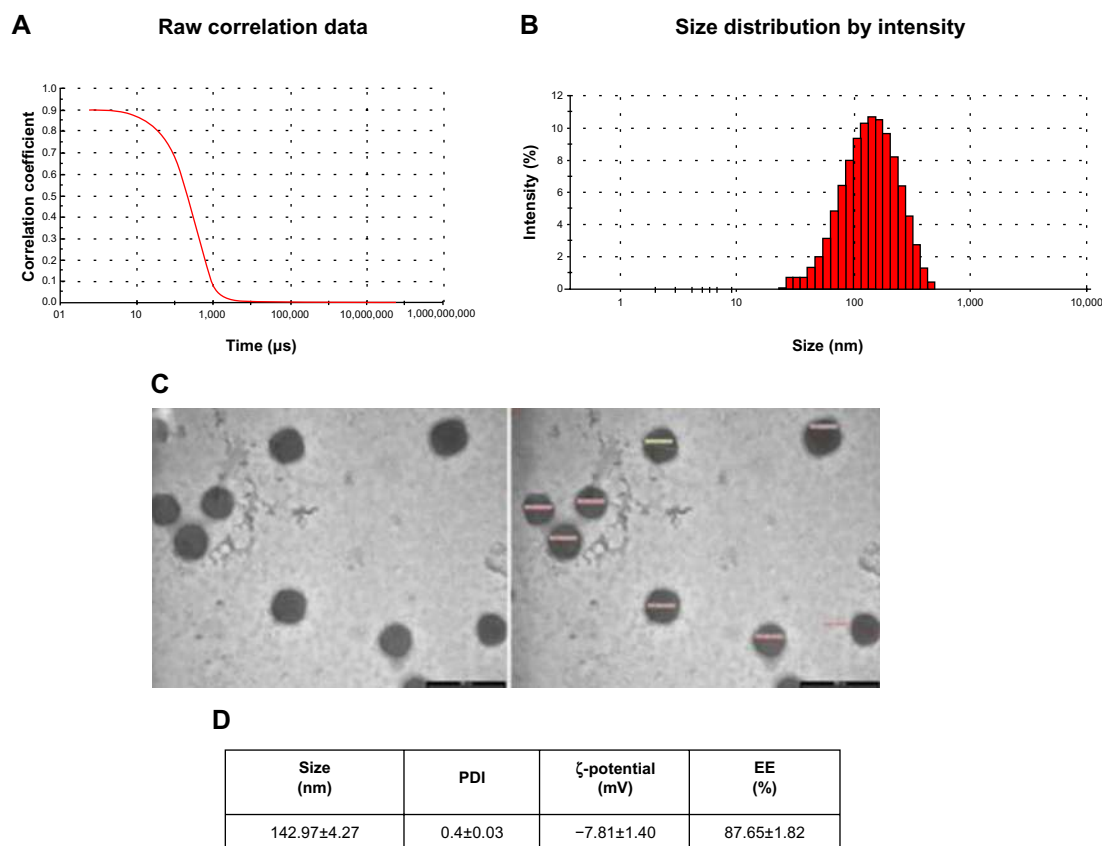 A
Raw correlation data
Correlation coefficient
1.0
0.9
0.8
0.7
0.6
0.5
0.4
0.3
0.2
0.1
0.0
01
10
1,000
100,000
10,000,000
1,000,000,000
Time (µs)
B
Size distribution by intensity
Intensity (%)
12
10
8
6
4
2
0
1
10
100
1,000
10,000
Size (nm)
C
D
Size (nm)
PDI
ζ-potential (mV)
EE (%)
142.97±4.27
0.4±0.03
−7.81±1.40
87.65±1.82